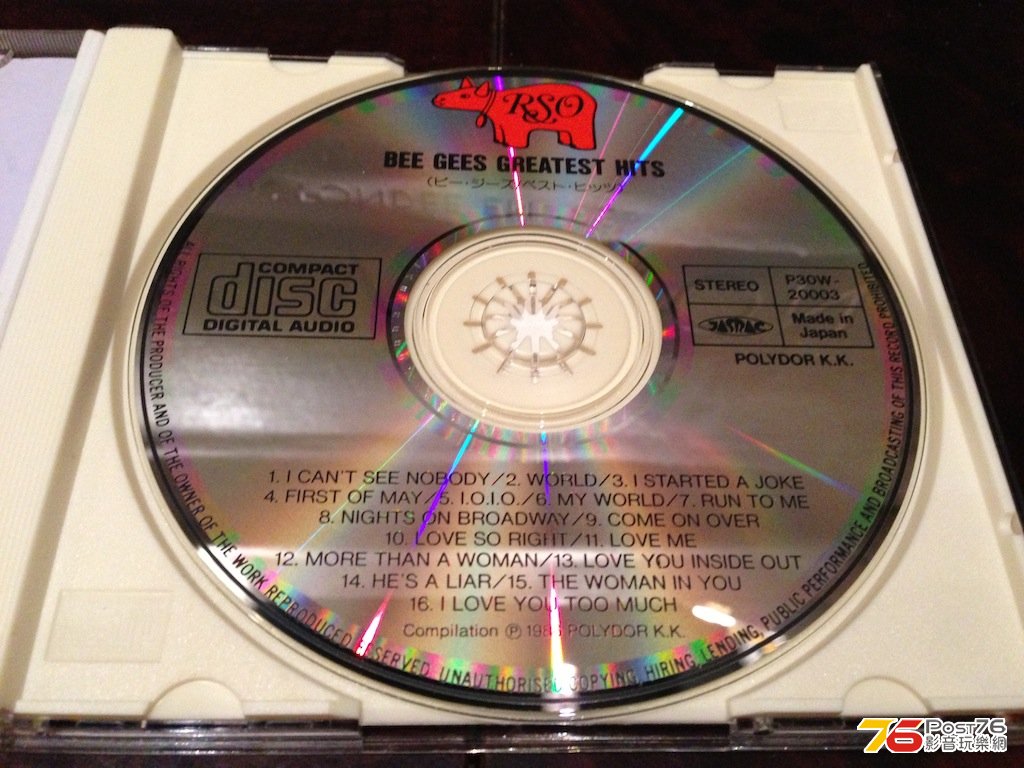 RSO
BEE GEES GREATEST HITS
(ビー・ジーズ/ベスト・ヒッツ)
COMPACT
disc
DIGITAL AUDIO
STEREO
P30W-
20003
JASRAC
Made in
Japan
POLYDOR K.K.
1. I CAN'T SEE NOBODY/2. WORLD/3. I STARTED A JOKE
4. FIRST OF MAY/5. I.O.I.O./6. MY WORLD/7. RUN TO ME
8. NIGHTS ON BROADWAY/9. COME ON OVER
10. LOVE SO RIGHT/11. LOVE ME
12. MORE THAN A WOMAN/13. LOVE YOU INSIDE OUT
14. HE'S A LIAR/15. THE WOMAN IN YOU
16. I LOVE YOU TOO MUCH
Compilation Ⓟ POLYDOR K.K.
ALL RIGHTS OF THE PRODUCER AND OF THE OWNER OF THE WORK REPRODUCED RESERVED. UNAUTHORISED COPYING, HIRING, LENDING, PUBLIC PERFORMANCE AND BROADCASTING OF THIS RECORD PROHIBITED
76 Post76
影音玩樂網